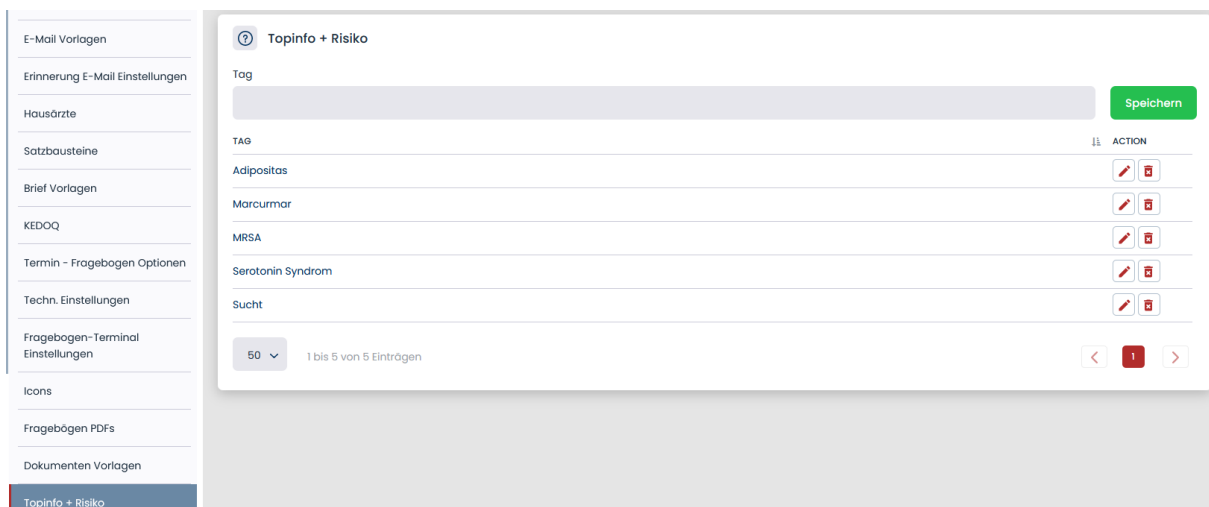 E-Mail Vorlagen
Erinnerung E-Mail Einstellungen
Hausärzte
Satzbausteine
Brief Vorlagen
KEDOQ
Termin - Fragebogen Optionen
Techn. Einstellungen
Fragebogen-Terminal
Einstellungen
Icons
Fragebögen PDFs
Dokumenten Vorlagen
Topinfo + Risiko
Topinfo + Risiko
Tag
Speichern
TAG ACTION
Adipositas
Marcurmar
MRSA
Serotonin Syndrom
Sucht
50 1 bis 5 von 5 Einträgen 1